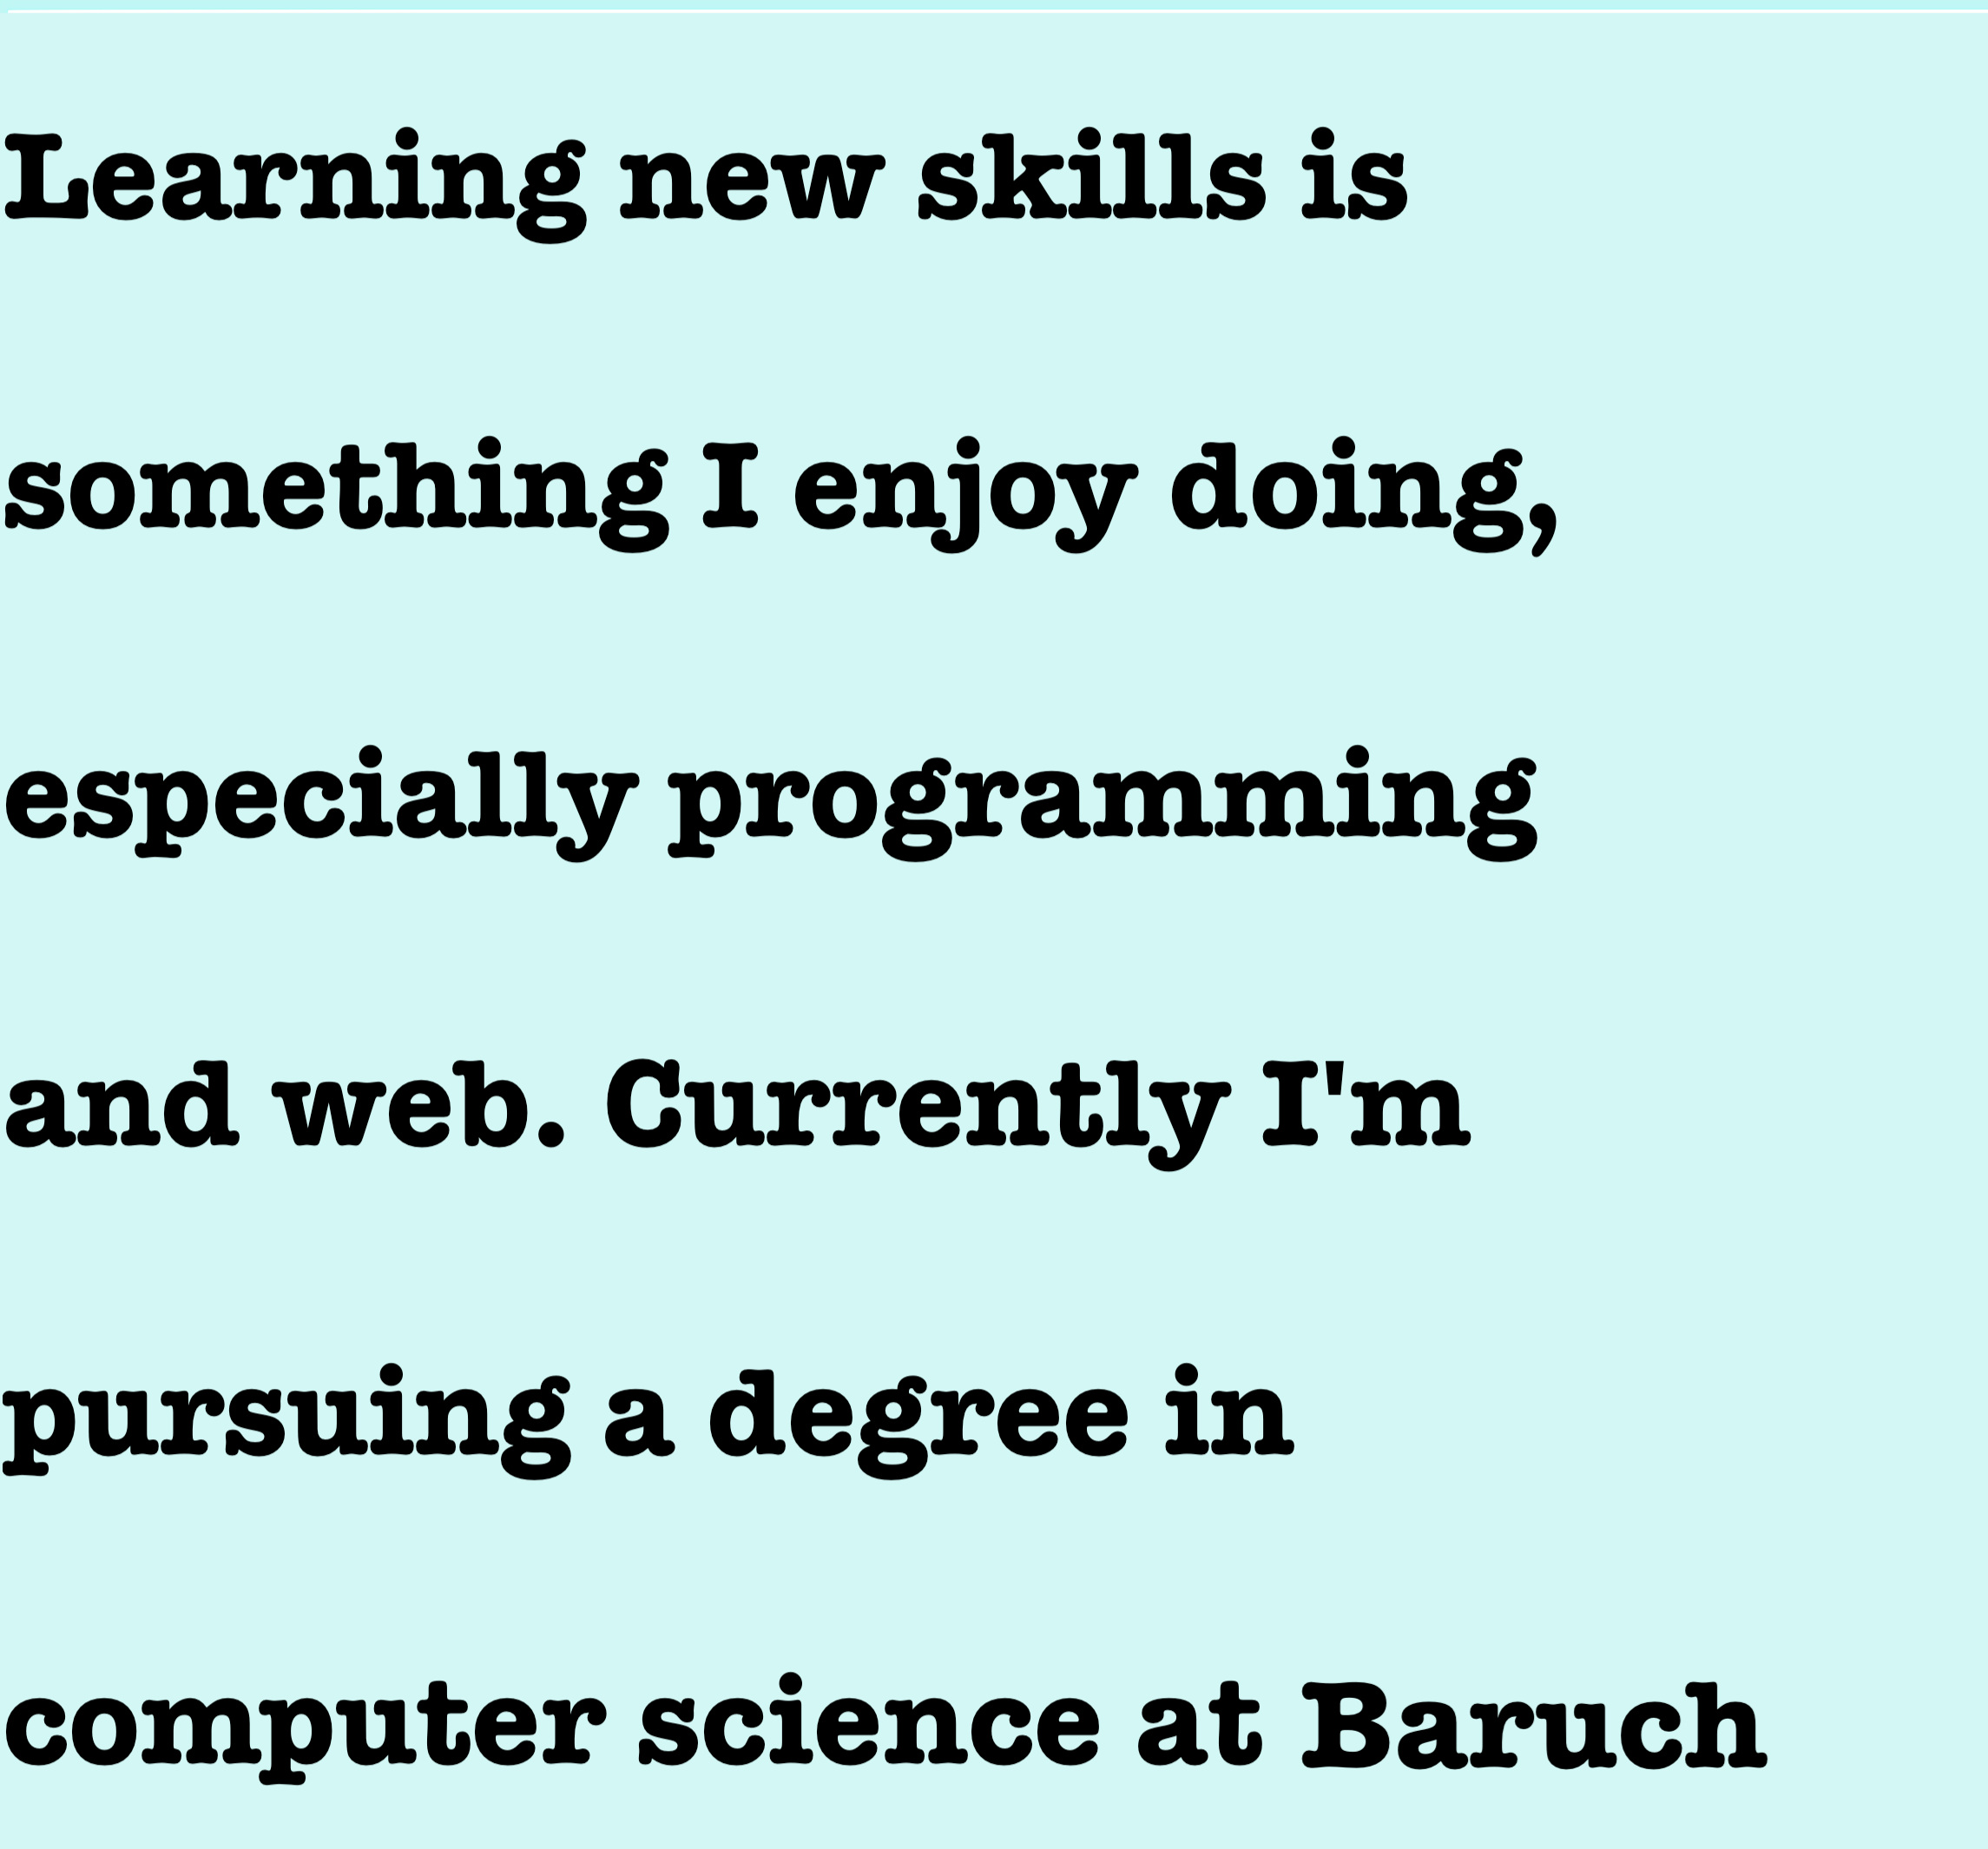 Learning new skills is
something I enjoy doing,
especially programming
and web. Currently I'm
pursuing a degree in
computer science at Baruch